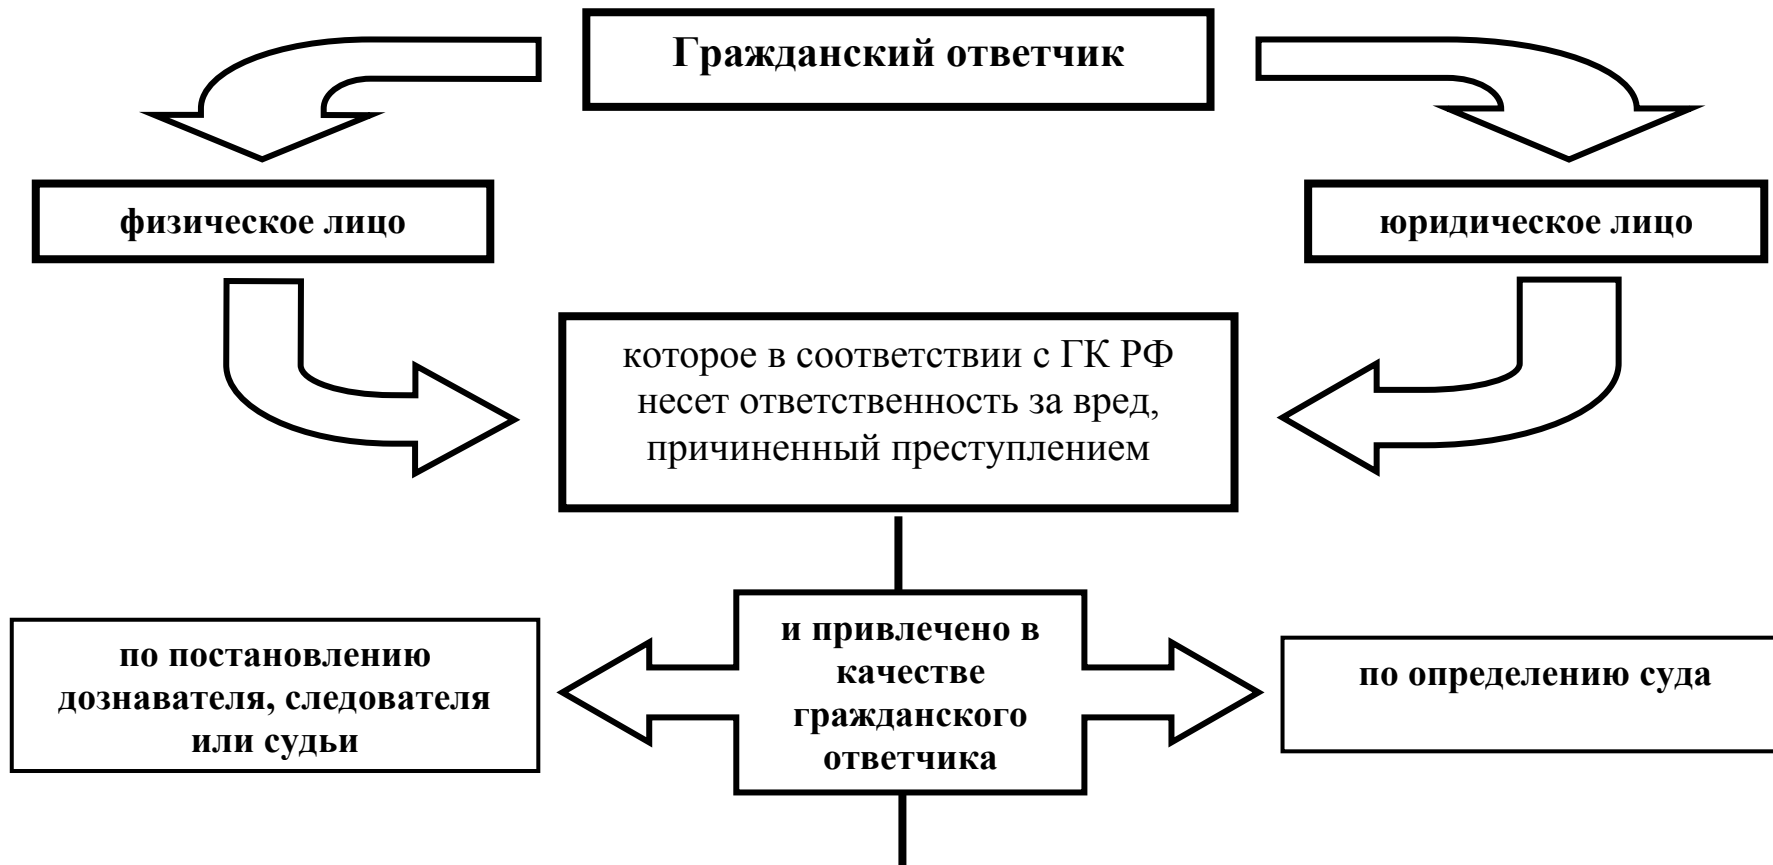 Гражданский ответчик
физическое лицо
юридическое лицо
которое в соответствии с ГК РФ
несет ответственность за вред,
причиненный преступлением
по постановлению
дознавателя, следователя
или судьи
и привлечено в
качестве
гражданского
ответчика
по определению суда